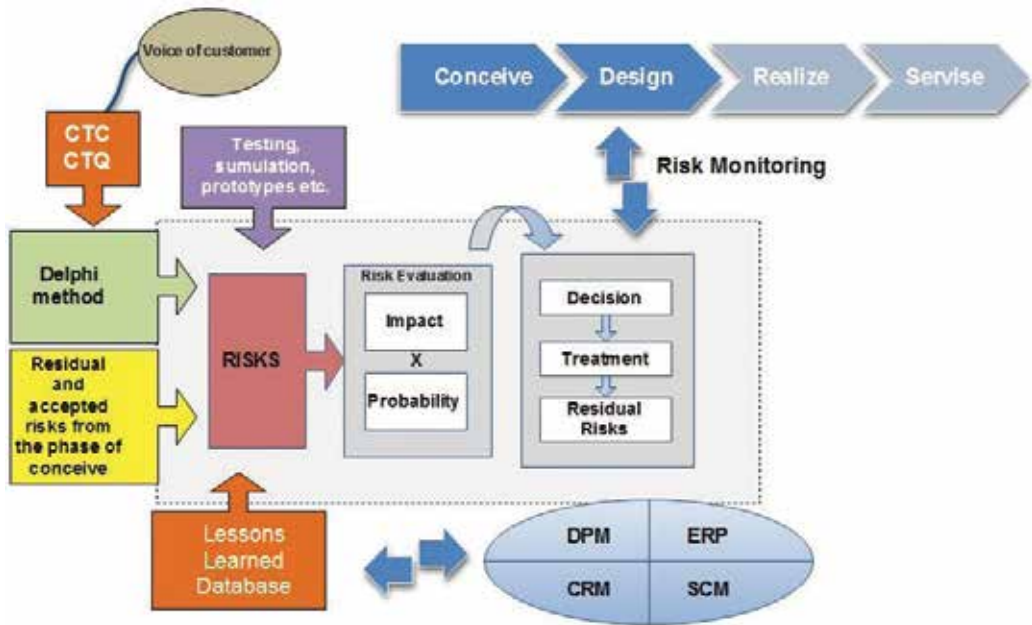 Voice of customer
Conceive
Design
Realize
Servise
CTC
CTQ
Testing,
sumulation,
prototypes etc.
Risk Monitoring
Delphi
method
Risk Evaluation
Impact
X
Probability
Decision
Treatment
Residual
Risks
RISKS
Residual
and
accepted
risks from
the phase of
conceive
Lessons
Learned
Database
DPM
ERP
CRM
SCM